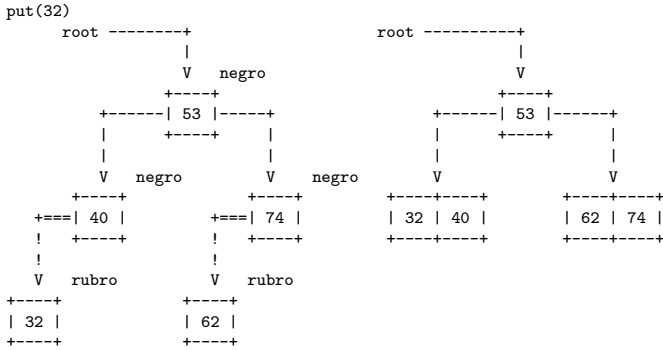 put(32)
root --------+ root ----------+
| |
V negro V
+----+ +----+
+------| 53 |-----+ +------| 53 |------+
| +----+ | | +----+ |
| | | |
V negro V negro V V
+----+ +----+ +----+----+ +----+----+
+===| 40 | +===| 74 | | 32 | 40 | | 62 | 74 |
! +----+ ! +----+ +----+----+ +----+----+
! !
V rubro V rubro
+----+ +----+
| 32 | | 62 |
+----+ +----+